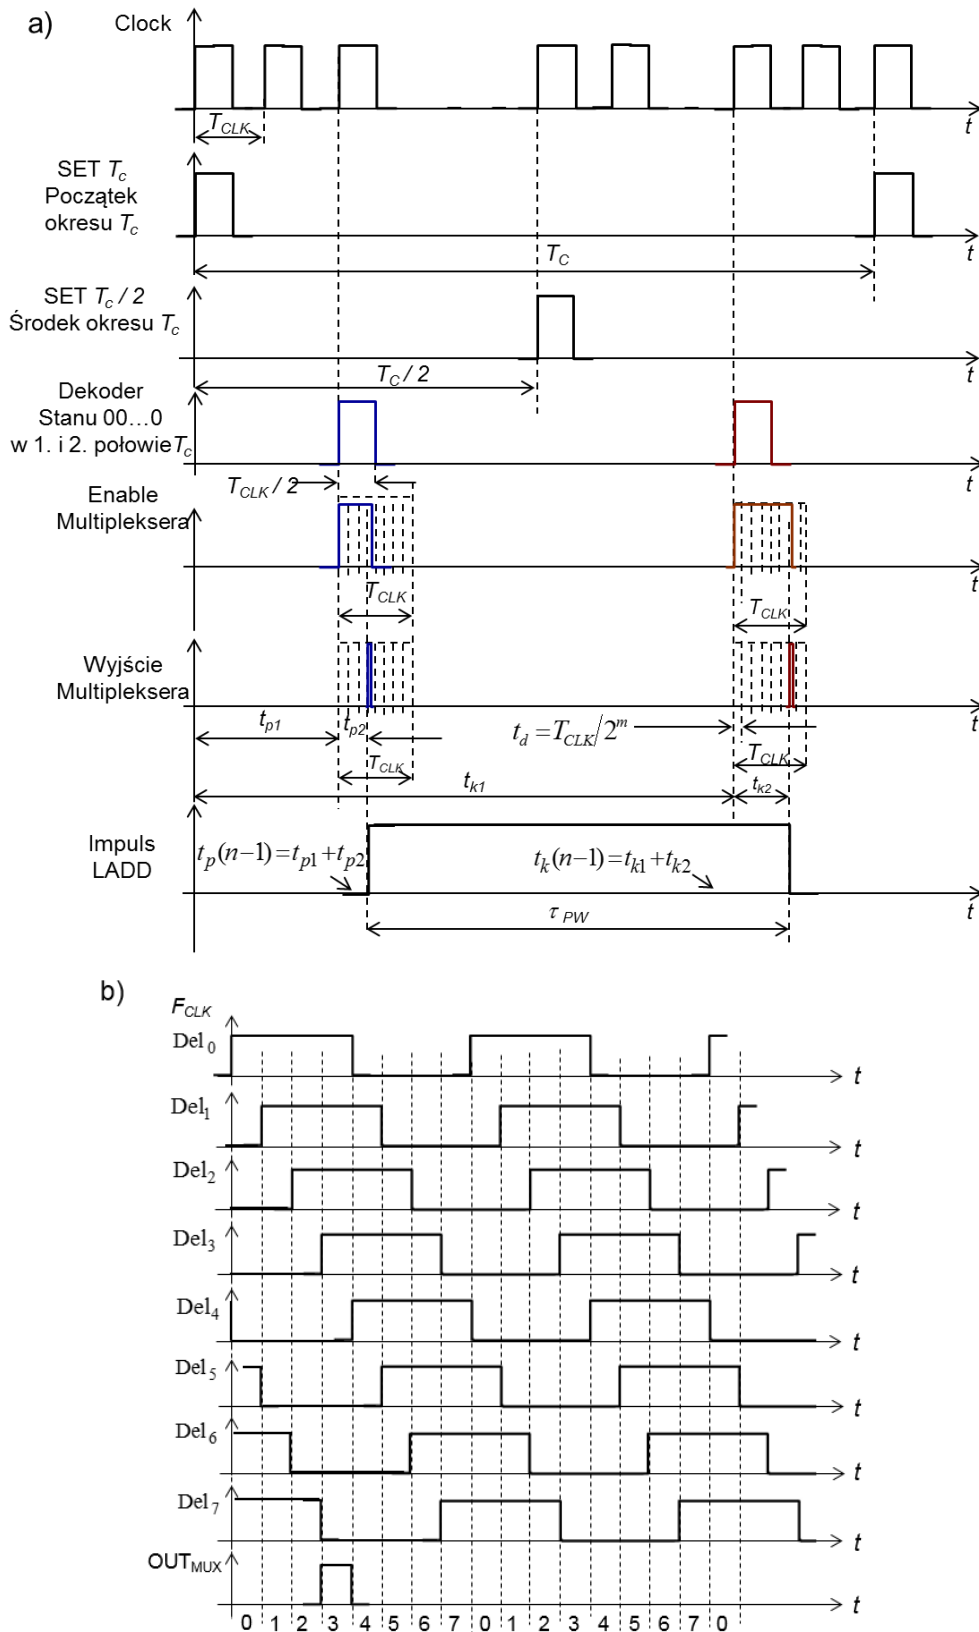 a)
Clock
t
T_CLK
SET T_c
Początek
okresu T_c
t
T_C
SET T_c / 2
Środek okresu T_c
t
T_C / 2
Dekoder
Stanu 00...0
w 1. i 2. połowie T_c
t
T_CLK / 2
Enable
Multipleksera
t
T_CLK
T_CLK
Wyjście
Multipleksera
t
t_p1
t_p2
t_d = T_CLK/2^m
T_CLK
T_CLK
t_k1
t_k2
Impuls
LADD
t_p(n−1)=t_p1+t_p2
t_k(n−1)=t_k1+t_k2
t
τ_PW
b)
F_CLK
Del_0
t
Del_1
t
Del_2
t
Del_3
t
Del_4
t
Del_5
t
Del_6
t
Del_7
t
OUT_MUX
t
0 1 2 3 4 5 6 7 0 1 2 3 4 5 6 7 0